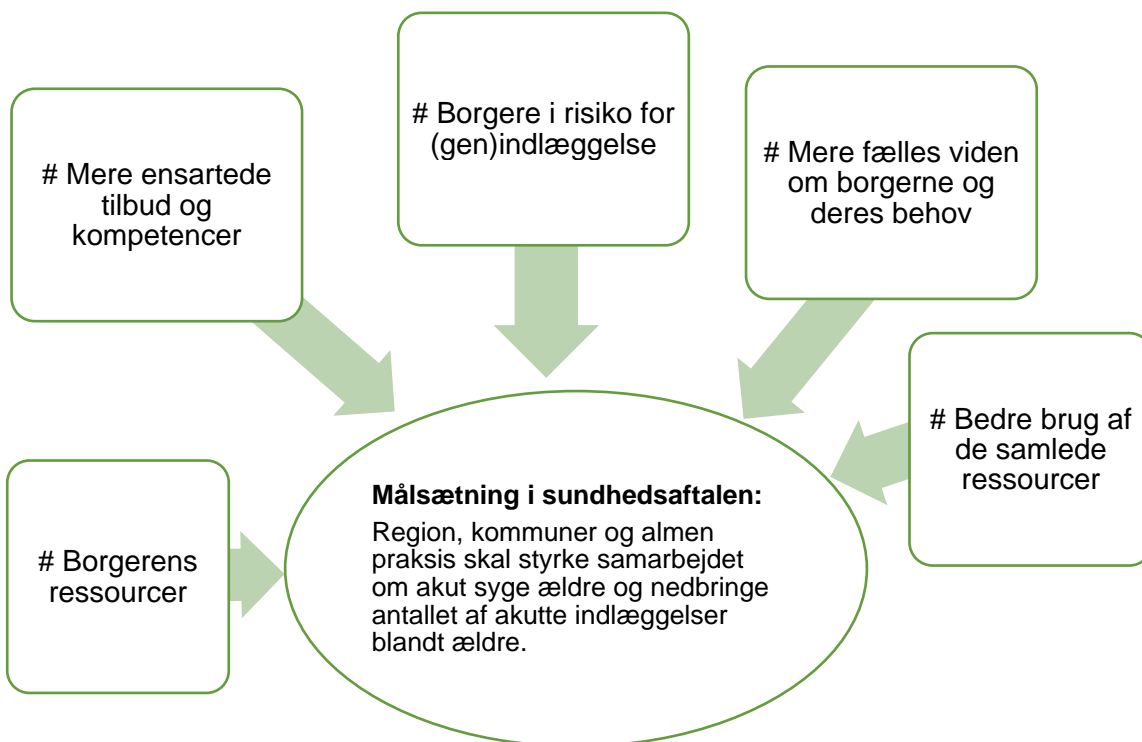 # Borgere i risiko for
(gen)indlæggelse
# Mere ensartede
tilbud og
kompetencer
# Mere fælles viden
om borgerne og
deres behov
# Bedre brug af
de samlede
ressourcer
# Borgerens
ressourcer
Målsætning i sundhedsaftalen:
Region, kommuner og almen
praksis skal styrke samarbejdet
om akut syge ældre og nedbringe
antallet af akutte indlæggelser
blandt ældre.